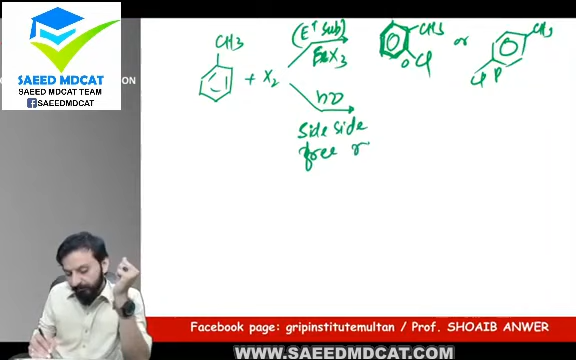 SAEED MDCAT
SAEED MDCAT TEAM
SAEEDMDCAT
CH3
+ X2
(E+ Sub)
FeX3
CH3
o Cl
or
CH3
Cl P
hν
Side side
free r
Facebook page: gripinstitutemultan / Prof. SHOAIB ANWER
WWW.SAEEDMDCAT.COM